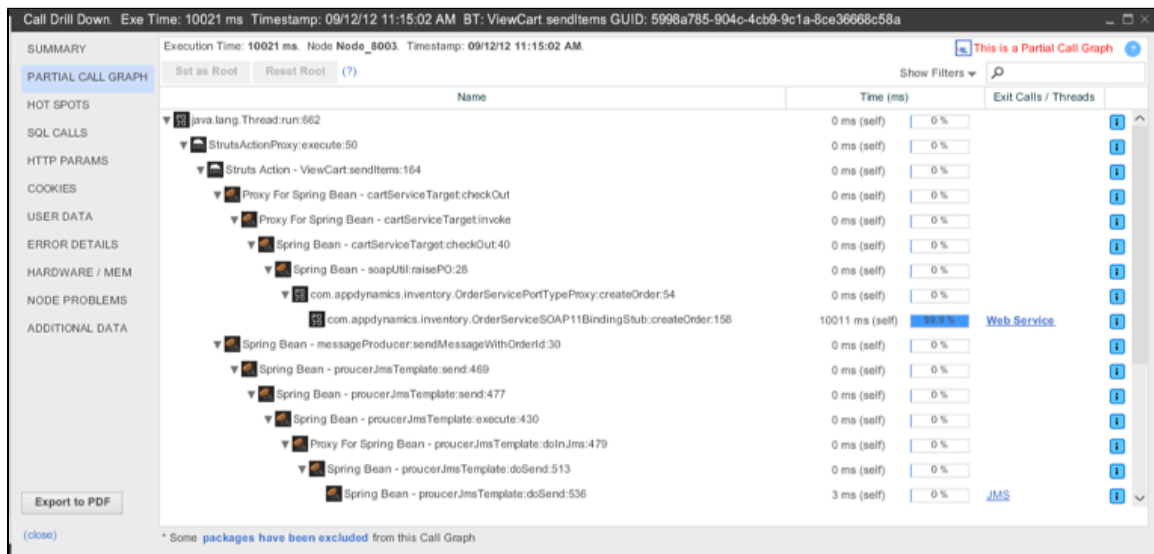 Call Drill Down. Exe Time: 10021 ms Timestamp: 09/12/12 11:15:02 AM BT: ViewCart.sendItems GUID: 5998a785-904c-4cb9-9c1a-8ce36668c58a
SUMMARY
PARTIAL CALL GRAPH
HOT SPOTS
SQL CALLS
HTTP PARAMS
COOKIES
USER DATA
ERROR DETAILS
HARDWARE / MEM
NODE PROBLEMS
ADDITIONAL DATA
Export to PDF
(close)
Execution Time: 10021 ms. Node Node_8003. Timestamp: 09/12/12 11:15:02 AM. This is a Partial Call Graph ?
Set as Root Reset Root (?) Show Filters
Name Time (ms) Exit Calls / Threads
java.lang.Thread:run:662 0 ms (self) 0 %
StrutsActionProxy:execute:50 0 ms (self) 0 %
Struts Action - ViewCart:sendItems:164 0 ms (self) 0 %
Proxy For Spring Bean - cartServiceTarget:checkOut 0 ms (self) 0 %
Proxy For Spring Bean - cartServiceTarget:invoke 0 ms (self) 0 %
Spring Bean - cartServiceTarget:checkOut:40 0 ms (self) 0 %
Spring Bean - soapUtil:raisePO:28 0 ms (self) 0 %
com.appdynamics.inventory.OrderServicePortTypeProxy:createOrder:54 0 ms (self) 0 %
com.appdynamics.inventory.OrderServiceSOAP11BindingStub:createOrder:158 10011 ms (self) 99.9 % Web Service
Spring Bean - messageProducer:sendMessageWithOrderId:30 0 ms (self) 0 %
Spring Bean - proucerJmsTemplate:send:469 0 ms (self) 0 %
Spring Bean - proucerJmsTemplate:send:477 0 ms (self) 0 %
Spring Bean - proucerJmsTemplate:execute:430 0 ms (self) 0 %
Proxy For Spring Bean - proucerJmsTemplate:doInJms:479 0 ms (self) 0 %
Spring Bean - proucerJmsTemplate:doSend:513 0 ms (self) 0 %
Spring Bean - proucerJmsTemplate:doSend:536 3 ms (self) 0 % JMS
* Some packages have been excluded from this Call Graph